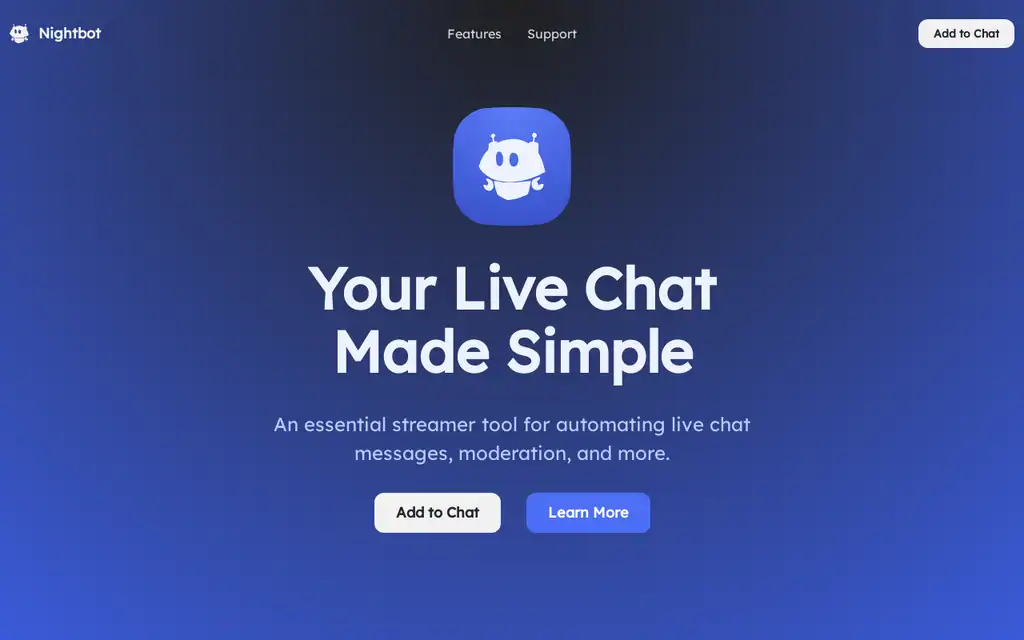 Nightbot
Features
Support
Add to Chat
Your Live Chat
Made Simple
An essential streamer tool for automating live chat
messages, moderation, and more.
Add to Chat
Learn More